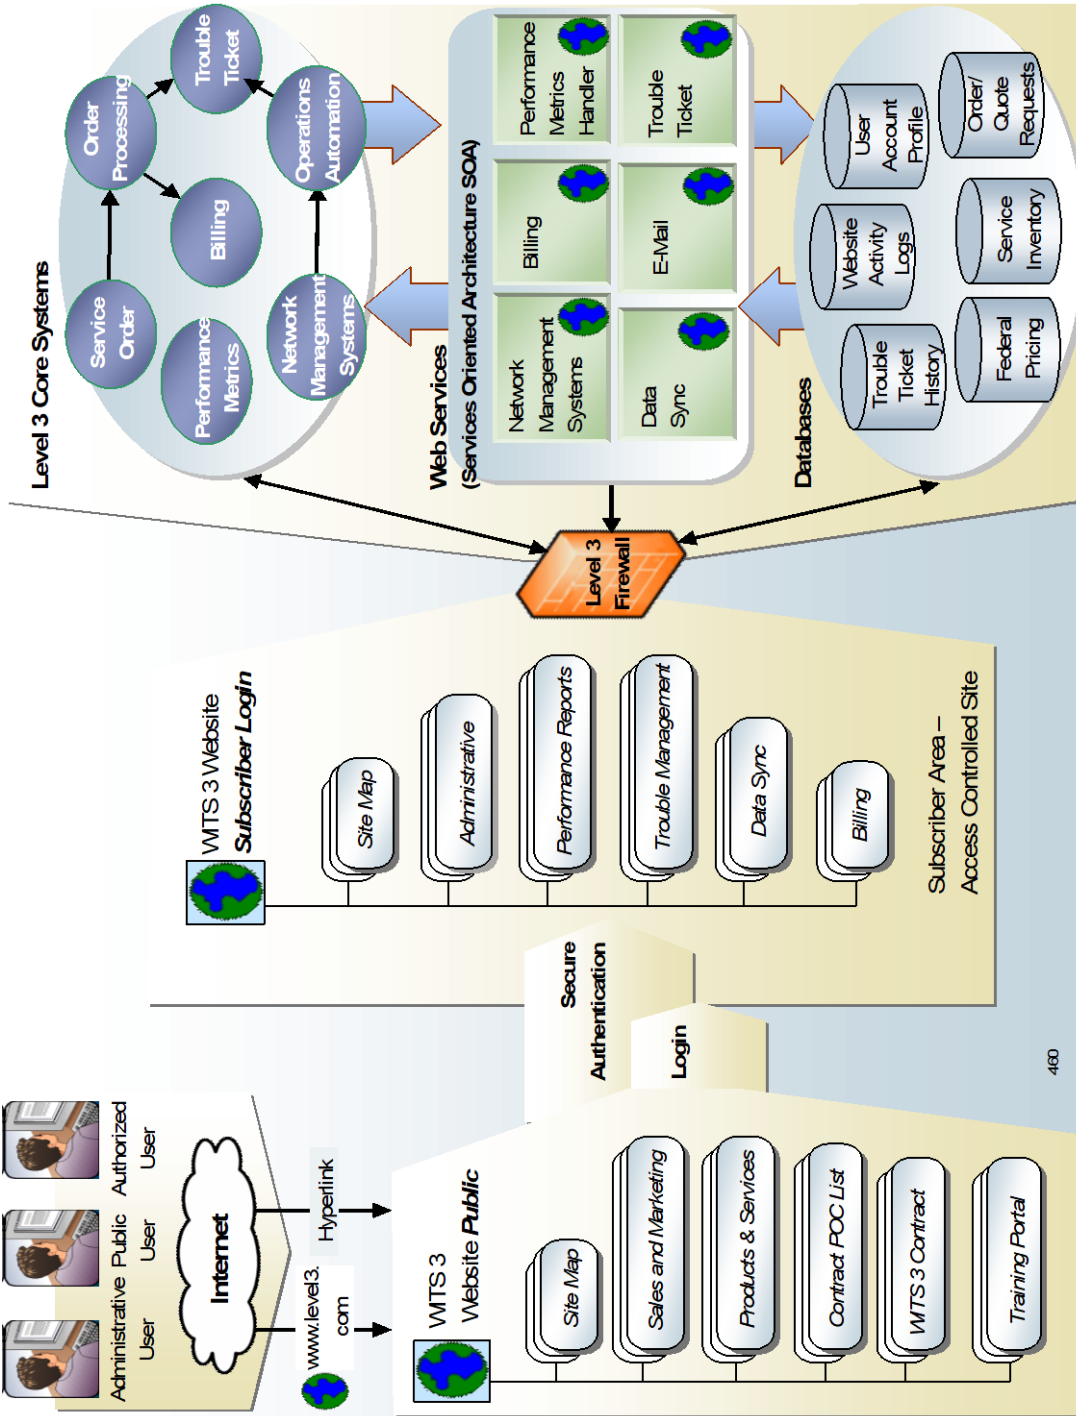 Administrative
User
Public
User
Authorized
User
Internet
www.level3.
com
Hyperlink
WITS 3
Website Public
Site Map
Sales and Marketing
Products & Services
Contract POC List
WITS 3 Contract
Training Portal
Login
Secure
Authentication
WITS 3 Website
Subscriber Login
Site Map
Administrative
Performance Reports
Trouble Management
Data Sync
Billing
Subscriber Area –
Access Controlled Site
Level 3
Firewall
Level 3 Core Systems
Service
Order
Order
Processing
Trouble
Ticket
Performance
Metrics
Billing
Network
Management
Systems
Operations
Automation
Web Services
(Services Oriented Architecture SOA)
Network
Management
Systems
Billing
Performance
Metrics
Handler
Data
Sync
E-Mail
Trouble
Ticket
Databases
Trouble
Ticket
History
Website
Activity
Logs
User
Account
Profile
Federal
Pricing
Service
Inventory
Order/
Quote
Requests
460